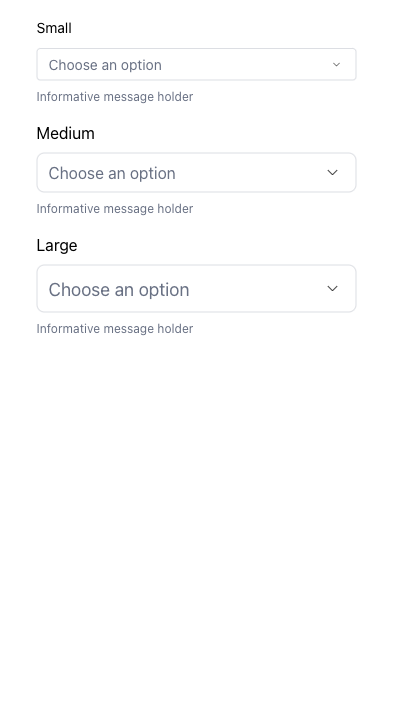 Small
Choose an option
Informative message holder
Medium
Choose an option
Informative message holder
Large
Choose an option
Informative message holder